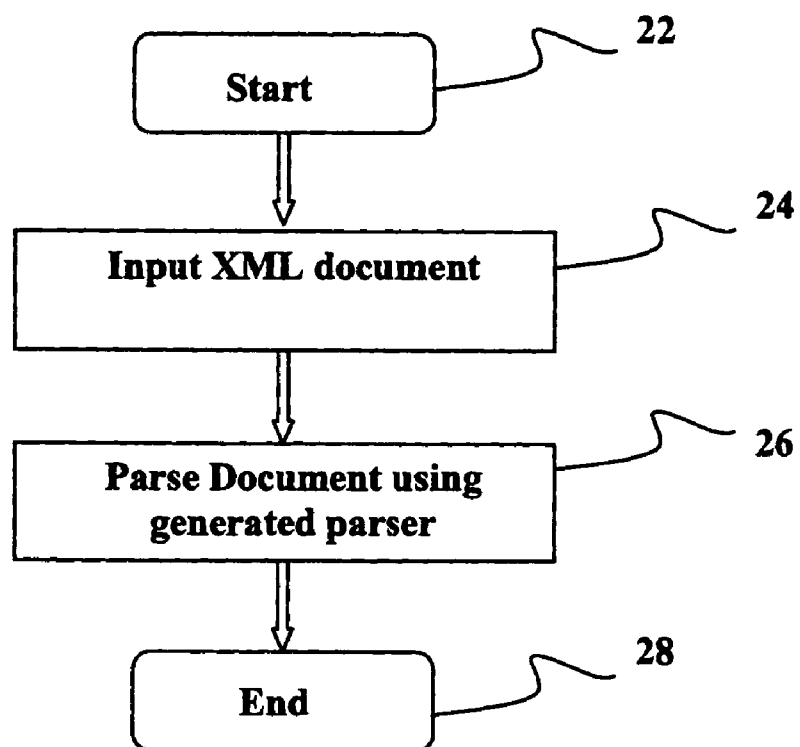 22
Start
24
Input XML document
26
Parse Document using
generated parser
28
End